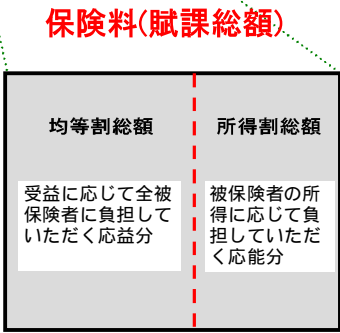 保険料(賦課総額)
均等割総額
受益に応じて全被
保険者に負担して
いただく応益分
所得割総額
被保険者の所
得に応じて負
担していただ
く応能分